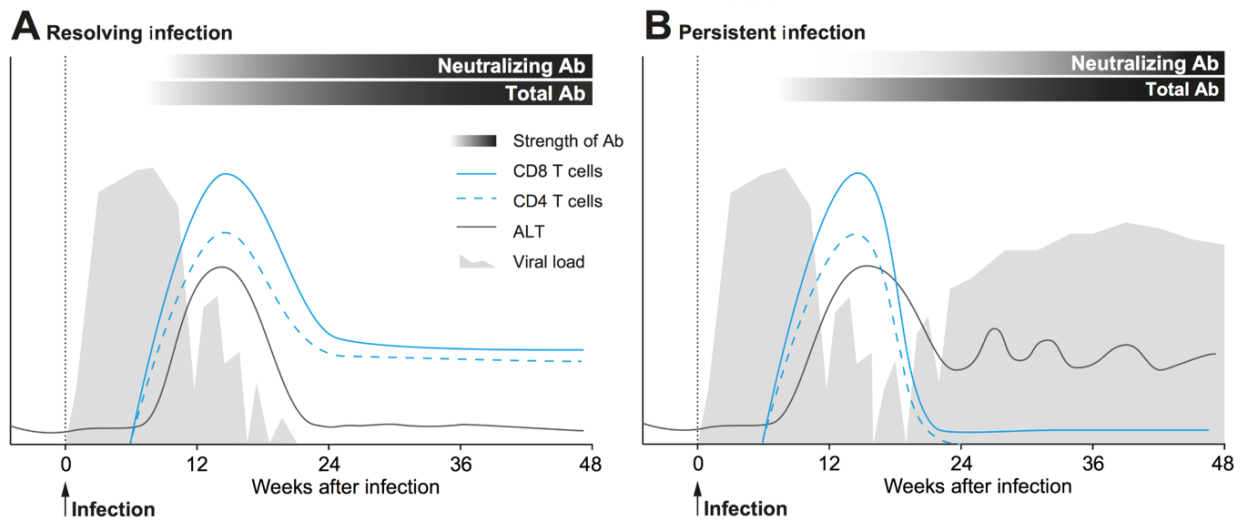 A Resolving infection
Neutralizing Ab
Total Ab
Strength of Ab
CD8 T cells
CD4 T cells
ALT
Viral load
0 12 24 36 48
Weeks after infection
Infection
B Persistent infection
Neutralizing Ab
Total Ab
0 12 24 36 48
Weeks after infection
Infection